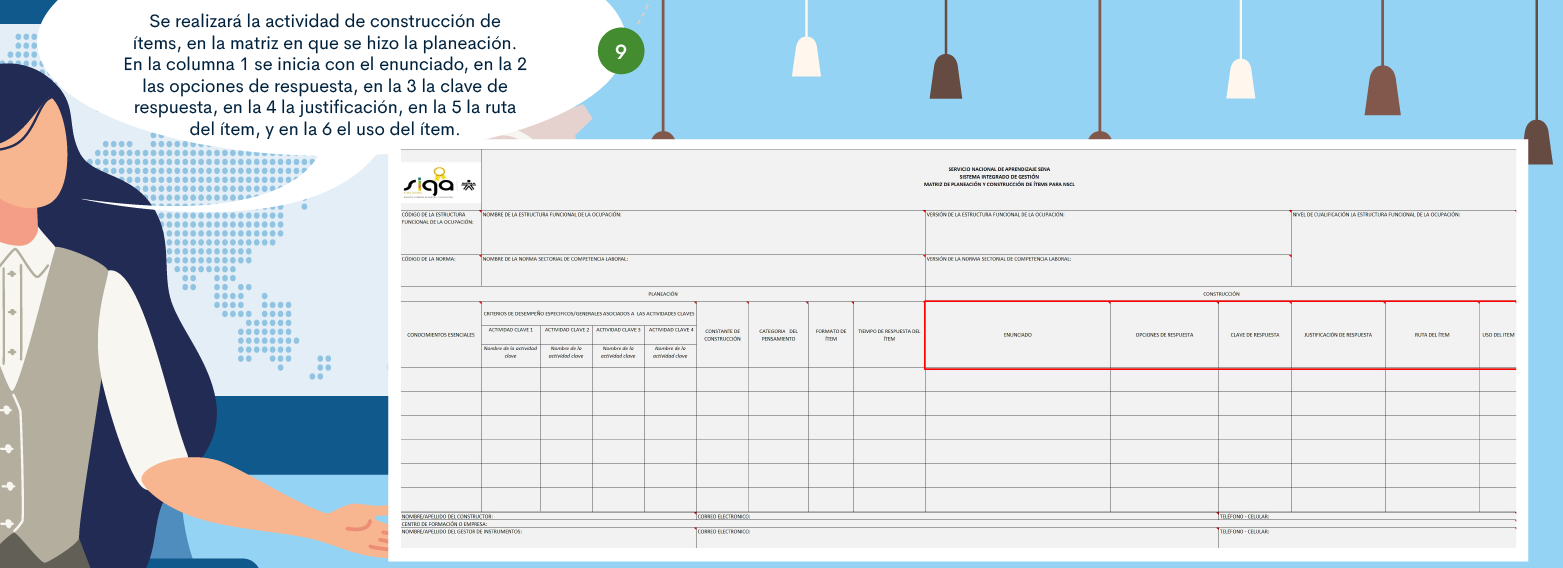 Se realizará la actividad de construcción de
ítems, en la matriz en que se hizo la planeación.
En la columna 1 se inicia con el enunciado, en la 2
las opciones de respuesta, en la 3 la clave de
respuesta, en la 4 la justificación, en la 5 la ruta
del ítem, y en la 6 el uso del ítem.
9
siga
SERVICIO NACIONAL DE APRENDIZAJE SENA
SISTEMA INTEGRADO DE GESTIÓN
MATRIZ DE PLANEACIÓN Y CONSTRUCCIÓN DE ÍTEMS PARA NSCL
CÓDIGO DE LA ESTRUCTURA
FUNCIONAL DE LA OCUPACIÓN:
NOMBRE DE LA ESTRUCTURA FUNCIONAL DE LA OCUPACIÓN:
VERSIÓN DE LA ESTRUCTURA FUNCIONAL DE LA OCUPACIÓN:
NIVEL DE CUALIFICACIÓN LA ESTRUCTURA FUNCIONAL DE LA OCUPACIÓN:
CÓDIGO DE LA NORMA:
NOMBRE DE LA NORMA SECTORIAL DE COMPETENCIA LABORAL:
VERSIÓN DE LA NORMA SECTORIAL DE COMPETENCIA LABORAL:
PLANEACIÓN
CONSTRUCCIÓN
CONOCIMIENTOS ESENCIALES
CRITERIOS DE DESEMPEÑO ESPECIFICOS/GENERALES ASOCIADOS A LAS ACTIVIDADES CLAVES
ACTIVIDAD CLAVE 1
ACTIVIDAD CLAVE 2
ACTIVIDAD CLAVE 3
ACTIVIDAD CLAVE 4
Nombre de la actividad
clave
Nombre de la
actividad clave
Nombre de la
actividad clave
Nombre de la
actividad clave
CONSTANTE DE
CONSTRUCCIÓN
CATEGORIA DEL
PENSAMIENTO
FORMATO DE
ÍTEM
TIEMPO DE RESPUESTA DEL
ÍTEM
ENUNCIADO
OPCIONES DE RESPUESTA
CLAVE DE RESPUESTA
JUSTIFICACIÓN DE RESPUESTA
RUTA DEL ÍTEM
USO DEL ITEM
NOMBRE/APELLIDO DEL CONSTRUCTOR:
CORREO ELECTRONICO:
TELÉFONO - CELULAR:
CENTRO DE FORMACIÓN O EMPRESA:
NOMBRE/APELLIDO DEL GESTOR DE INSTRUMENTOS:
CORREO ELECTRONICO:
TELÉFONO - CELULAR: